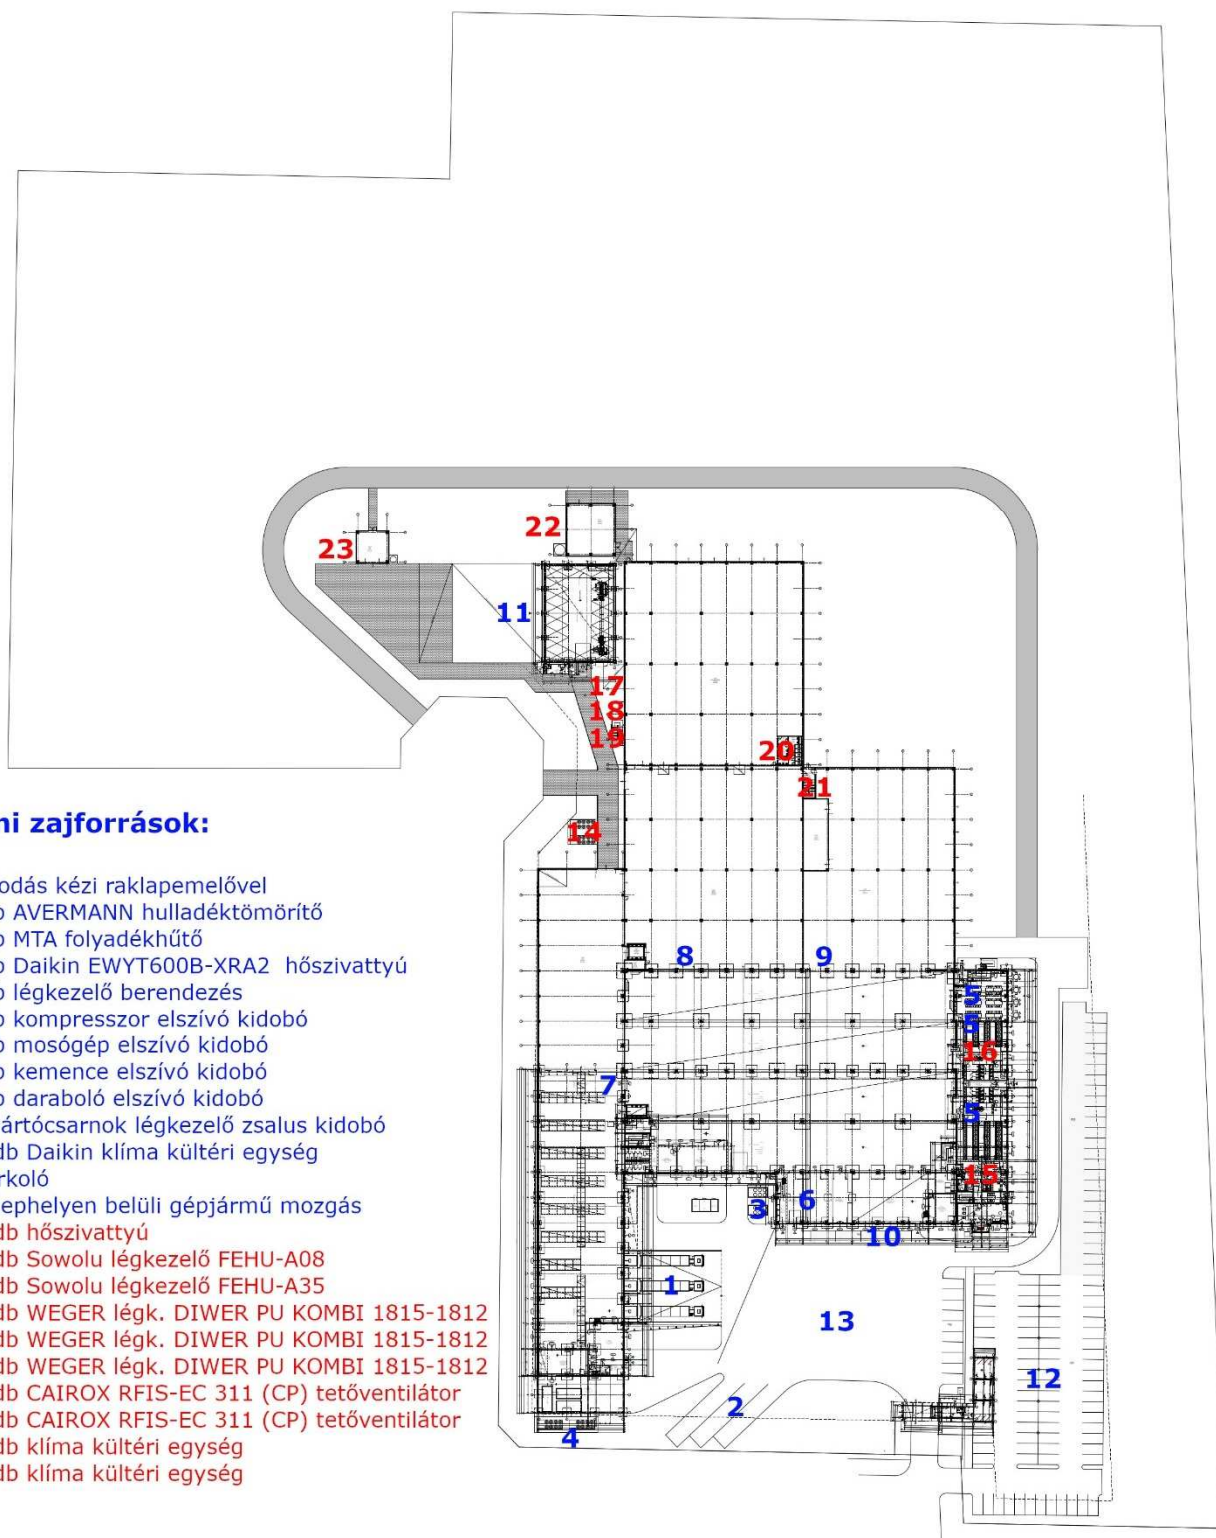 23
22
11
17
18
19
20
21
14
ni zajforrások:
odás kézi raklapemelővel
o AVERMANN hulladéktömörítő
o MTA folyadékhűtő
o Daikin EWYT600B-XRA2 hőszivattyú
o légkezelő berendezés
o kompresszor elszívó kidobó
o mosógép elszívó kidobó
o kemence elszívó kidobó
o daraboló elszívó kidobó
ártócsarnok légkezelő zsalus kidobó
db Daikin klíma kültéri egység
rkoló
ephelyen belüli gépjármű mozgás
db hőszivattyú
db Sowolu légkezelő FEHU-A08
db Sowolu légkezelő FEHU-A35
db WEGER légk. DIWER PU KOMBI 1815-1812
db WEGER légk. DIWER PU KOMBI 1815-1812
db WEGER légk. DIWER PU KOMBI 1815-1812
db CAIROX RFIS-EC 311 (CP) tetőventilátor
db CAIROX RFIS-EC 311 (CP) tetőventilátor
db klíma kültéri egység
db klíma kültéri egység
8
9
5
5
16
7
5
15
3
6
10
1
13
12
2
4